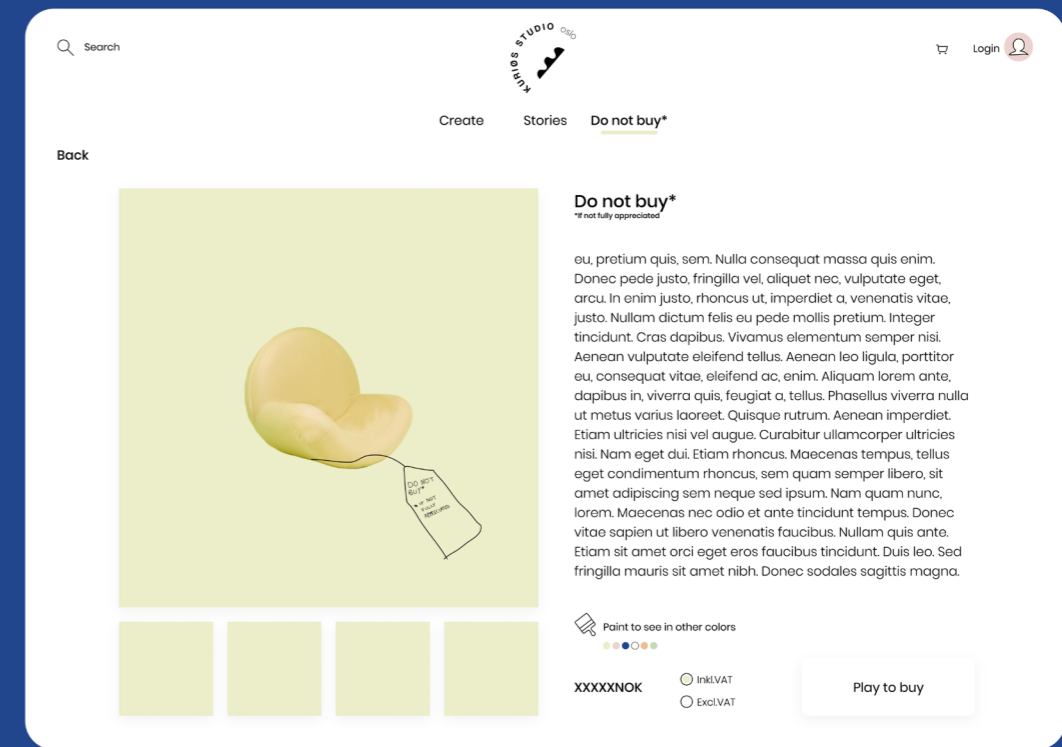 Search
KURIØS STUDIO oslo
Login
Create
Stories
Do not buy*
Back
Do not buy*
*If not fully appreciated
eu, pretium quis, sem. Nulla consequat massa quis enim.
Donec pede justo, fringilla vel, aliquet nec, vulputate eget,
arcu. In enim justo, rhoncus ut, imperdiet a, venenatis vitae,
justo. Nullam dictum felis eu pede mollis pretium. Integer
tincidunt. Cras dapibus. Vivamus elementum semper nisi.
Aenean vulputate eleifend tellus. Aenean leo ligula, porttitor
eu, consequat vitae, eleifend ac, enim. Aliquam lorem ante,
dapibus in, viverra quis, feugiat a, tellus. Phasellus viverra nulla
ut metus varius laoreet. Quisque rutrum. Aenean imperdiet.
Etiam ultricies nisi vel augue. Curabitur ullamcorper ultricies
nisi. Nam eget dui. Etiam rhoncus. Maecenas tempus, tellus
eget condimentum rhoncus, sem quam semper libero, sit
amet adipiscing sem neque sed ipsum. Nam quam nunc,
lorem. Maecenas nec odio et ante tincidunt tempus. Donec
vitae sapien ut libero venenatis faucibus. Nullam quis ante.
Etiam sit amet orci eget eros faucibus tincidunt. Duis leo. Sed
fringilla mauris sit amet nibh. Donec sodales sagittis magna.
DO NOT
BUY*
* IF NOT
FULLY
Paint to see in other colors
XXXXXNOK
Inkl.VAT
Excl.VAT
Play to buy